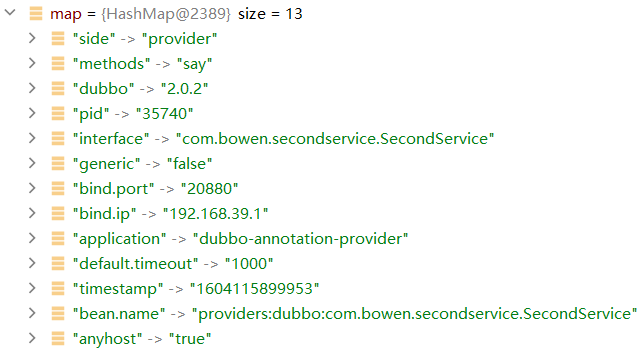 map = {HashMap@2389} size = 13
"side" -> "provider"
"methods" -> "say"
"dubbo" -> "2.0.2"
"pid" -> "35740"
"interface" -> "com.bowen.secondservice.SecondService"
"generic" -> "false"
"bind.port" -> "20880"
"bind.ip" -> "192.168.39.1"
"application" -> "dubbo-annotation-provider"
"default.timeout" -> "1000"
"timestamp" -> "1604115899953"
"bean.name" -> "providers:dubbo:com.bowen.secondservice.SecondService"
"anyhost" -> "true"